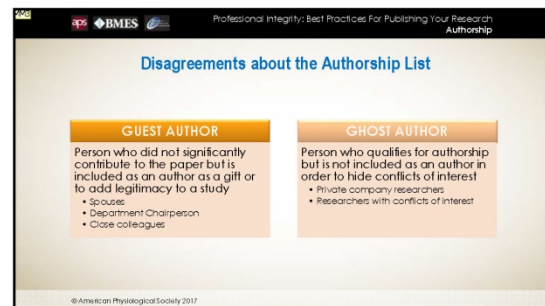 aps BMES
Professional Integrity: Best Practices For Publishing Your Research
Authorship
Disagreements about the Authorship List
GUEST AUTHOR
Person who did not significantly
contribute to the paper but is
included as an author as a gift or
to add legitimacy to a study
• Spouses
• Department Chairperson
• Close colleagues
GHOST AUTHOR
Person who qualifies for authorship
but is not included as an author in
order to hide conflicts of interest
• Private company researchers
• Researchers with conflicts of interest
© American Physiological Society 2017